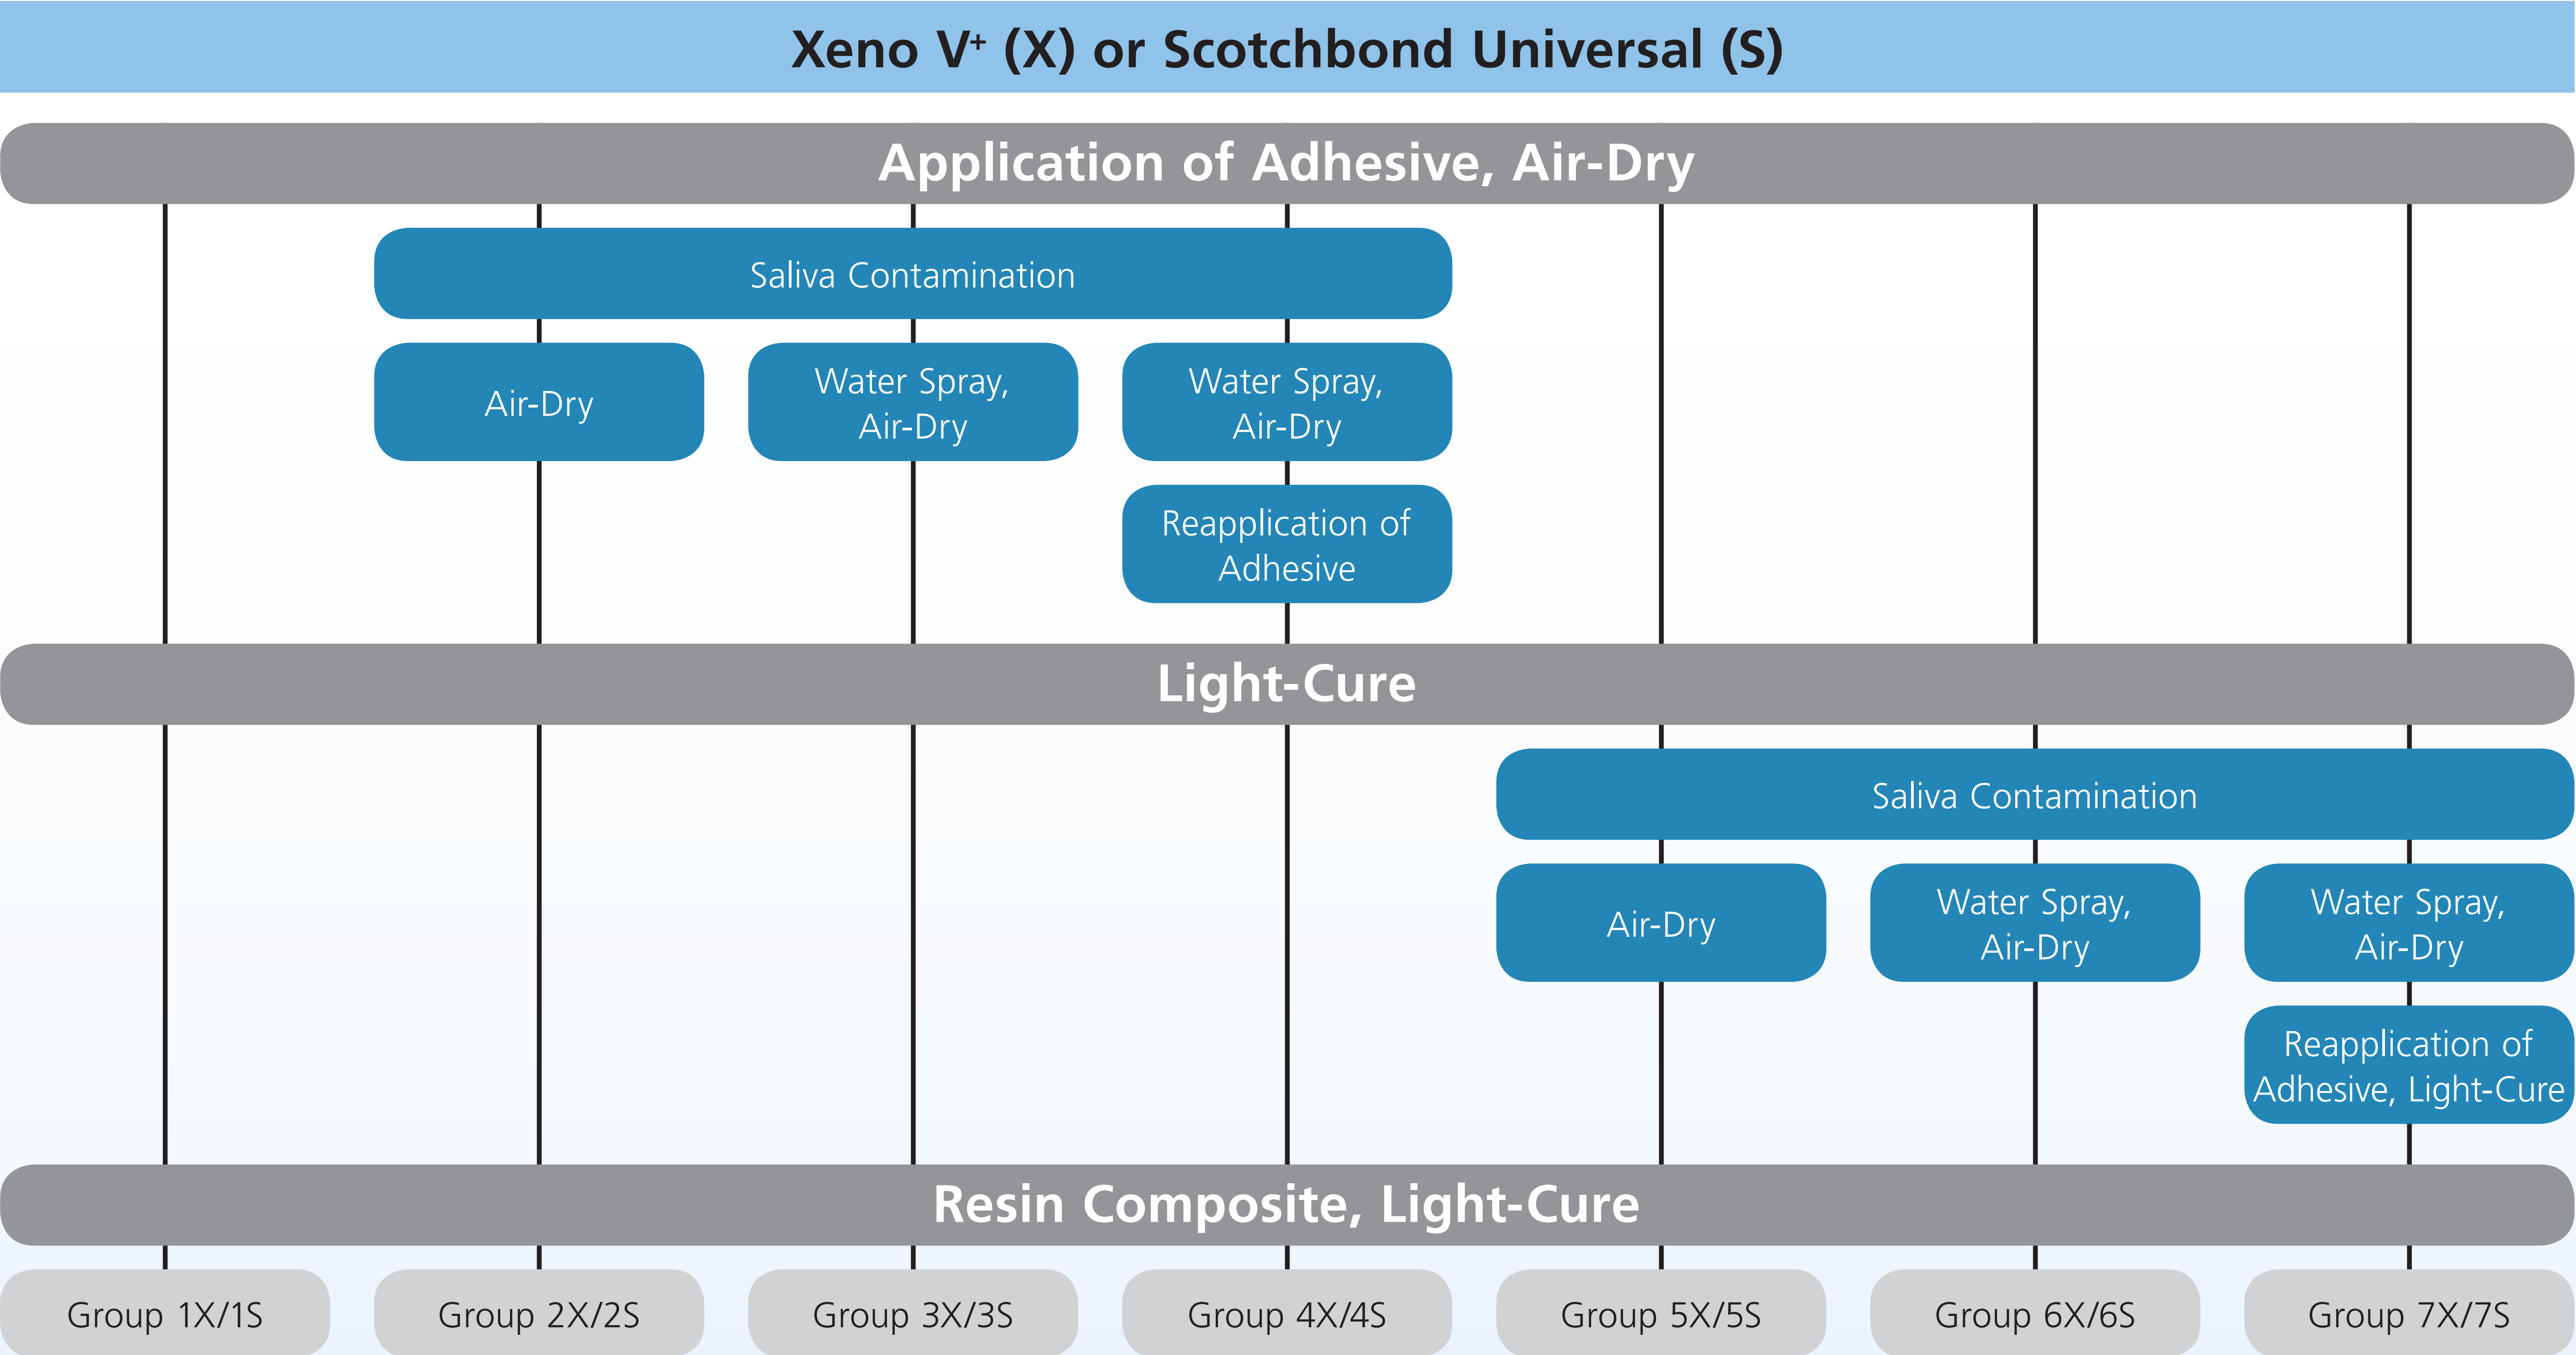 Xeno V+ (X) or Scotchbond Universal (S)
Application of Adhesive, Air-Dry
Saliva Contamination
Air-Dry
Water Spray,
Air-Dry
Water Spray,
Air-Dry
Reapplication of
Adhesive
Light-Cure
Saliva Contamination
Air-Dry
Water Spray,
Air-Dry
Water Spray,
Air-Dry
Reapplication of
Adhesive, Light-Cure
Resin Composite, Light-Cure
Group 1X/1S
Group 2X/2S
Group 3X/3S
Group 4X/4S
Group 5X/5S
Group 6X/6S
Group 7X/7S